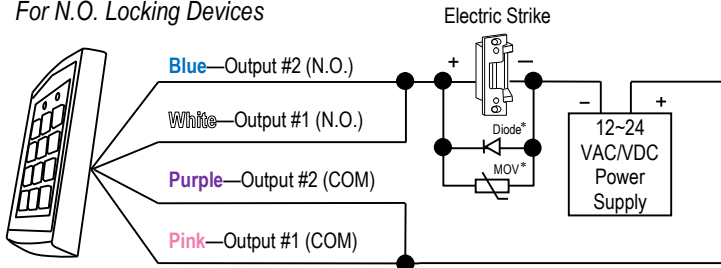 For N.O. Locking Devices
Electric Strike
Blue—Output #2 (N.O.)
+ –
White—Output #1 (N.O.)
Diode*
– +
12~24
VAC/VDC
Power
Supply
MOV*
Purple—Output #2 (COM)
Pink—Output #1 (COM)